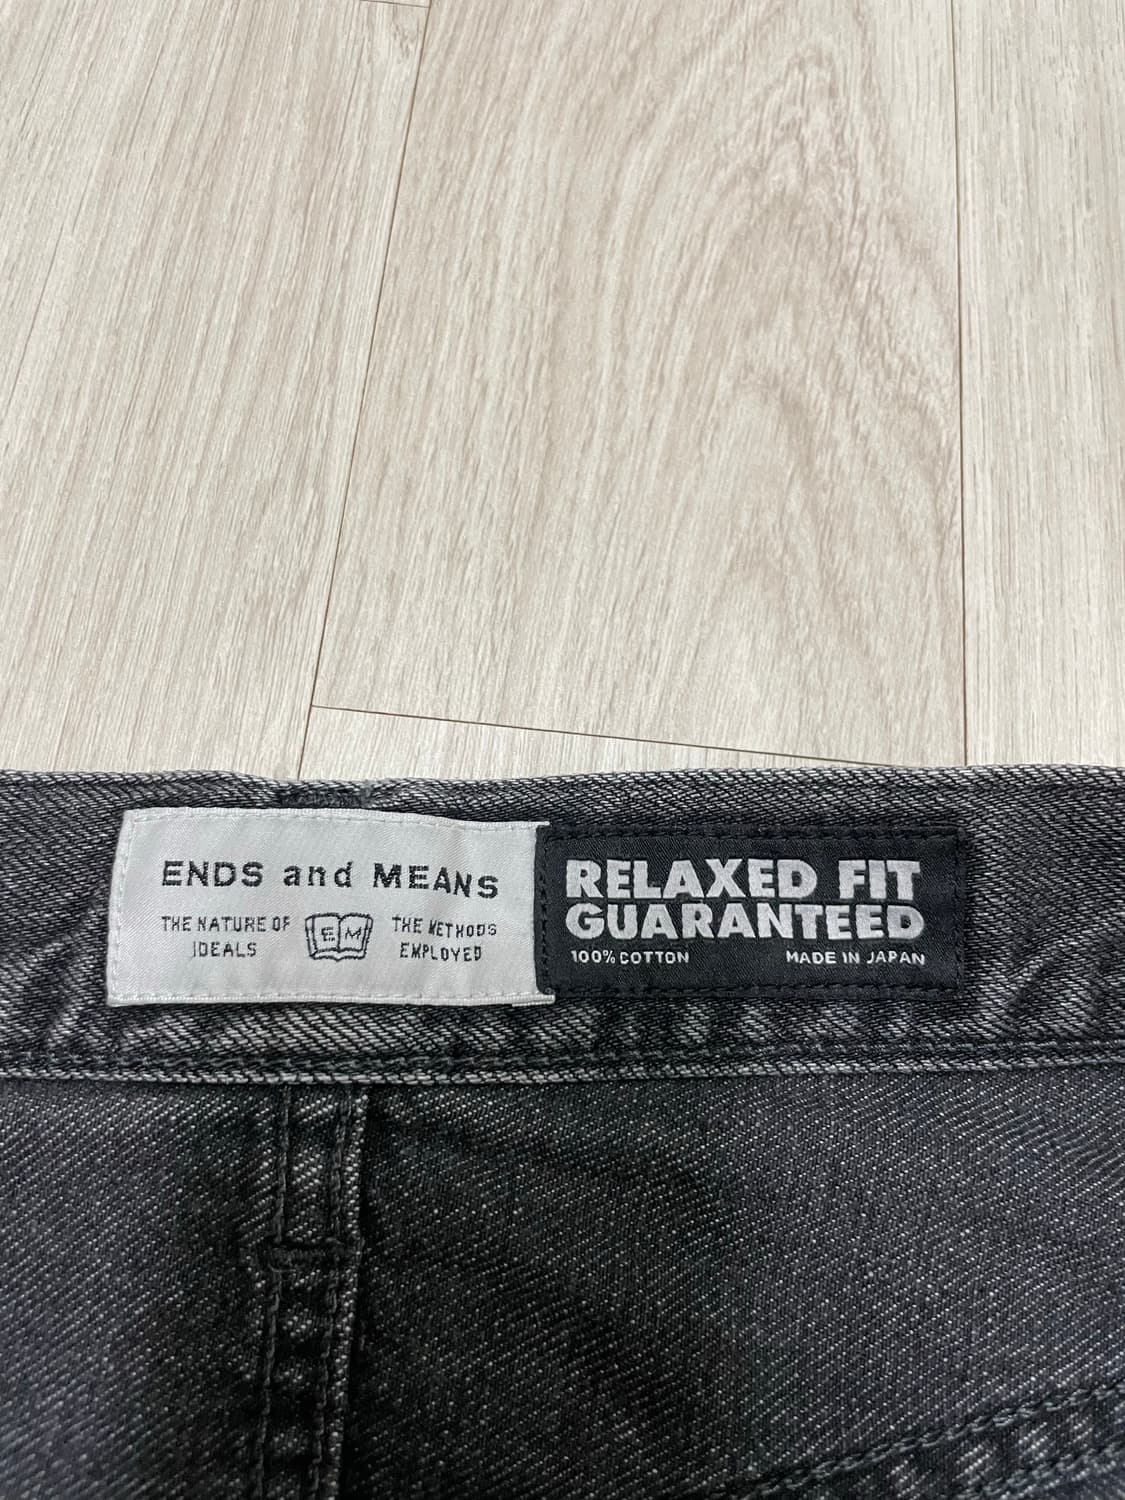 ENDS and MEANS
THE NATURE OF
IDEALS
EM
THE METHODS
EMPLOYED
RELAXED FIT
GUARANTEED
100% COTTON
MADE IN JAPAN